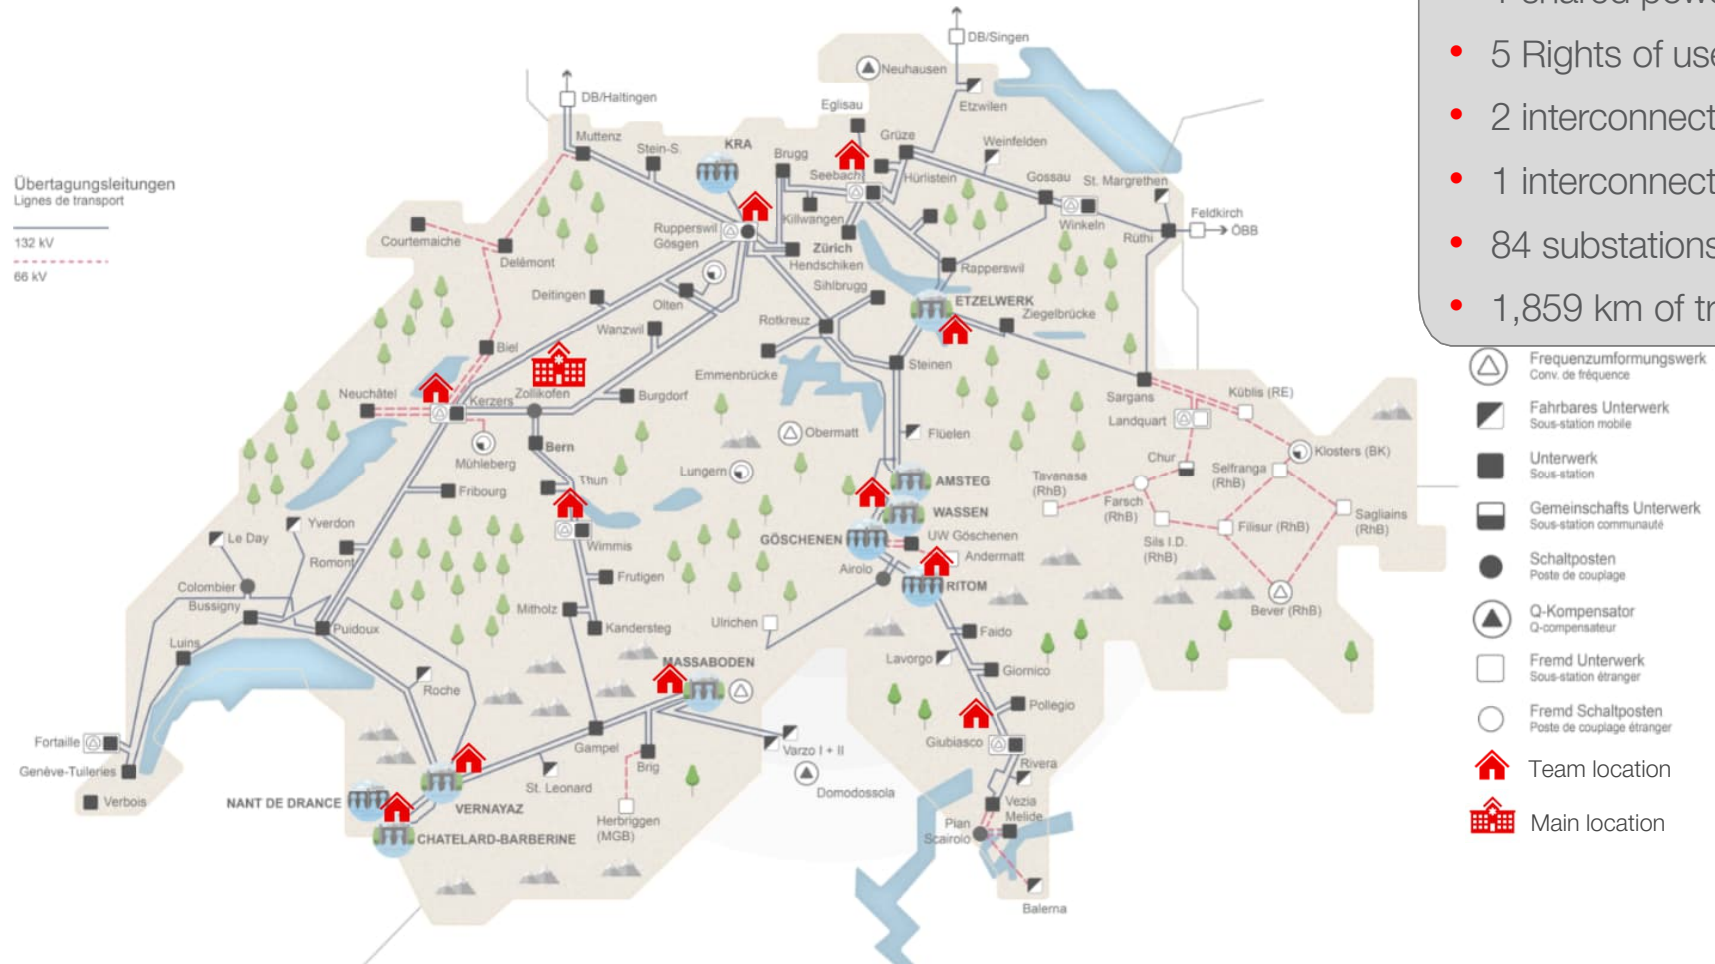 4 shared powe
• 5 Rights of use
• 2 interconnect
• 1 interconnect
• 84 substations
• 1,859 km of tr
Übertagungsleitungen
Lignes de transport
132 kV
66 kV
DB/Singen
Neuhausen
Etzwilen
DB/Haltingen
Eglisau
Muttenz
Stein-S.
KRA
Brugg
Grüze
Weinfelden
Seebach
Hürlistein
Gossau
St. Margrethen
Killwangen
Winkeln
Rüthi
Feldkirch
ÖBB
Courtemaiche
Delémont
Rupperswil
Gösgen
Zürich
Hendschiken
Rapperswil
Sihlbrugg
Deitingen
Olten
ETZELWERK
Ziegelbrücke
Wanzwil
Rotkreuz
Biel
Steinen
Emmenbrücke
Neuchâtel
Kerzers
Zollikofen
Burgdorf
Sargans
Küblis (RE)
Landquart
Bern
Mühleberg
Obermatt
Flüelen
Klosters (BK)
Chur
Selfranga
(RhB)
Lungern
Thun
Fribourg
AMSTEG
Tavanasa
(RhB)
Farsch
(RhB)
Sagliains
(RhB)
WASSEN
Yverdon
Le Day
Romont
Wimmis
GÖSCHENEN
UW Göschenen
Andermatt
Sils I.D.
(RhB)
Filisur (RhB)
Airolo
RITOM
Frutigen
Colombier
Bussigny
Mitholz
Kandersteg
Ulrichen
Bever (RhB)
Puidoux
Luins
Faido
Lavorgo
Giornico
MASSABODEN
Roche
Pollegio
Fortaille
Gampel
Giubiasco
Genève-Tuileries
Brig
Varzo I + II
Rivera
Verbois
NANT DE DRANCE
VERNAYAZ
St. Leonard
Domodossola
Herbriggen
(MGB)
Vezia
Melide
Pian
Scairolo
CHATELARD-BARBERINE
Balerna
Frequenzumformungswerk
Conv. de fréquence
Fahrbares Unterwerk
Sous-station mobile
Unterwerk
Sous-station
Gemeinschafts Unterwerk
Sous-station communauté
Schaltposten
Poste de couplage
Q-Kompensator
Q-compensateur
Fremd Unterwerk
Sous-station étranger
Fremd Schaltposten
Poste de couplage étranger
Team location
Main location